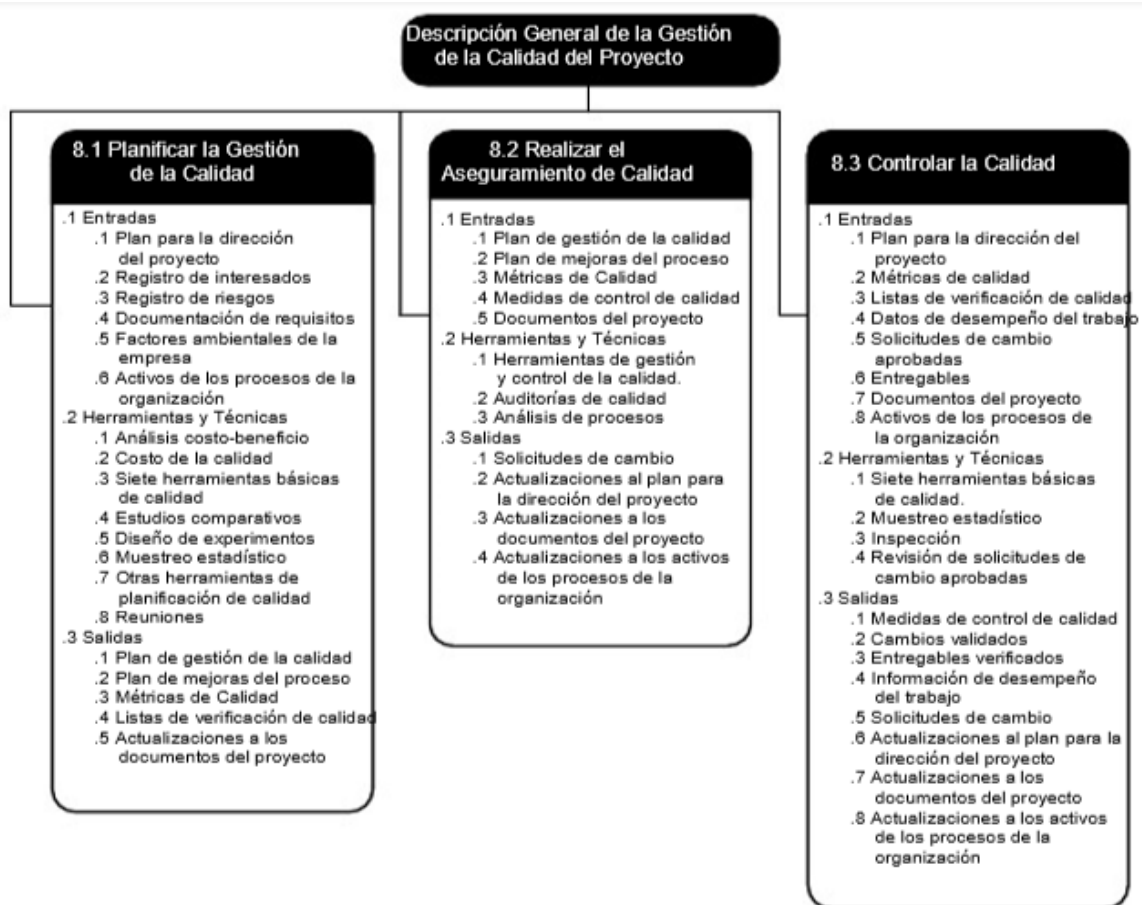 Descripción General de la Gestión
de la Calidad del Proyecto
8.1 Planificar la Gestión
de la Calidad
.1 Entradas
.1 Plan para la dirección
del proyecto
.2 Registro de interesados
.3 Registro de riesgos
.4 Documentación de requisitos
.5 Factores ambientales de la
empresa
.6 Activos de los procesos de la
organización
.2 Herramientas y Técnicas
.1 Análisis costo-beneficio
.2 Costo de la calidad
.3 Siete herramientas básicas
de calidad
.4 Estudios comparativos
.5 Diseño de experimentos
.6 Muestreo estadístico
.7 Otras herramientas de
planificación de calidad
.8 Reuniones
.3 Salidas
.1 Plan de gestión de la calidad
.2 Plan de mejoras del proceso
.3 Métricas de Calidad
.4 Listas de verificación de calidad
.5 Actualizaciones a los
documentos del proyecto
8.2 Realizar el
Aseguramiento de Calidad
.1 Entradas
.1 Plan de gestión de la calidad
.2 Plan de mejoras del proceso
.3 Métricas de Calidad
.4 Medidas de control de calidad
.5 Documentos del proyecto
.2 Herramientas y Técnicas
.1 Herramientas de gestión
y control de la calidad.
.2 Auditorías de calidad
.3 Análisis de procesos
.3 Salidas
.1 Solicitudes de cambio
.2 Actualizaciones al plan para
la dirección del proyecto
.3 Actualizaciones a los
documentos del proyecto
.4 Actualizaciones a los activos
de los procesos de la
organización
8.3 Controlar la Calidad
.1 Entradas
.1 Plan para la dirección del
proyecto
.2 Métricas de calidad
.3 Listas de verificación de calidad
.4 Datos de desempeño del trabajo
.5 Solicitudes de cambio
aprobadas
.6 Entregables
.7 Documentos del proyecto
.8 Activos de los procesos de
la organización
.2 Herramientas y Técnicas
.1 Siete herramientas básicas
de calidad.
.2 Muestreo estadístico
.3 Inspección
.4 Revisión de solicitudes de
cambio aprobadas
.3 Salidas
.1 Medidas de control de calidad
.2 Cambios validados
.3 Entregables verificados
.4 Información de desempeño
del trabajo
.5 Solicitudes de cambio
.6 Actualizaciones al plan para la
dirección del proyecto
.7 Actualizaciones a los
documentos del proyecto
.8 Actualizaciones a los activos
de los procesos de la
organización